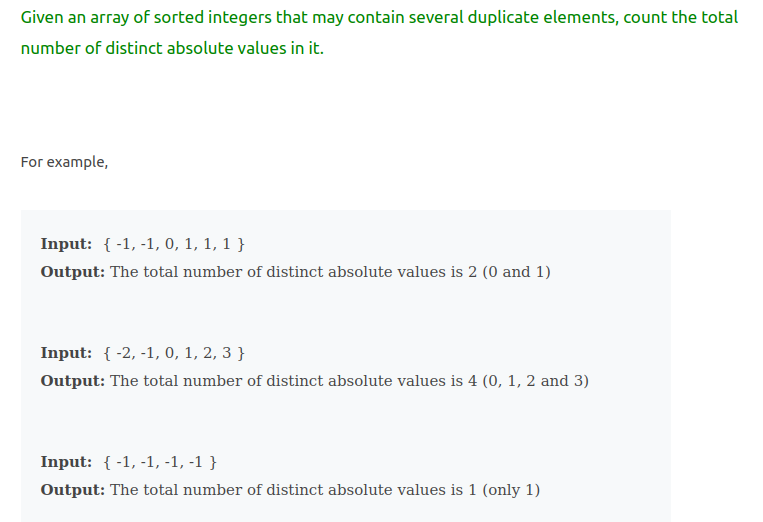 Given an array of sorted integers that may contain several duplicate elements, count the total
number of distinct absolute values in it.
For example,
Input: { -1, -1, 0, 1, 1, 1 }
Output: The total number of distinct absolute values is 2 (0 and 1)
Input: { -2, -1, 0, 1, 2, 3 }
Output: The total number of distinct absolute values is 4 (0, 1, 2 and 3)
Input: { -1, -1, -1, -1 }
Output: The total number of distinct absolute values is 1 (only 1)